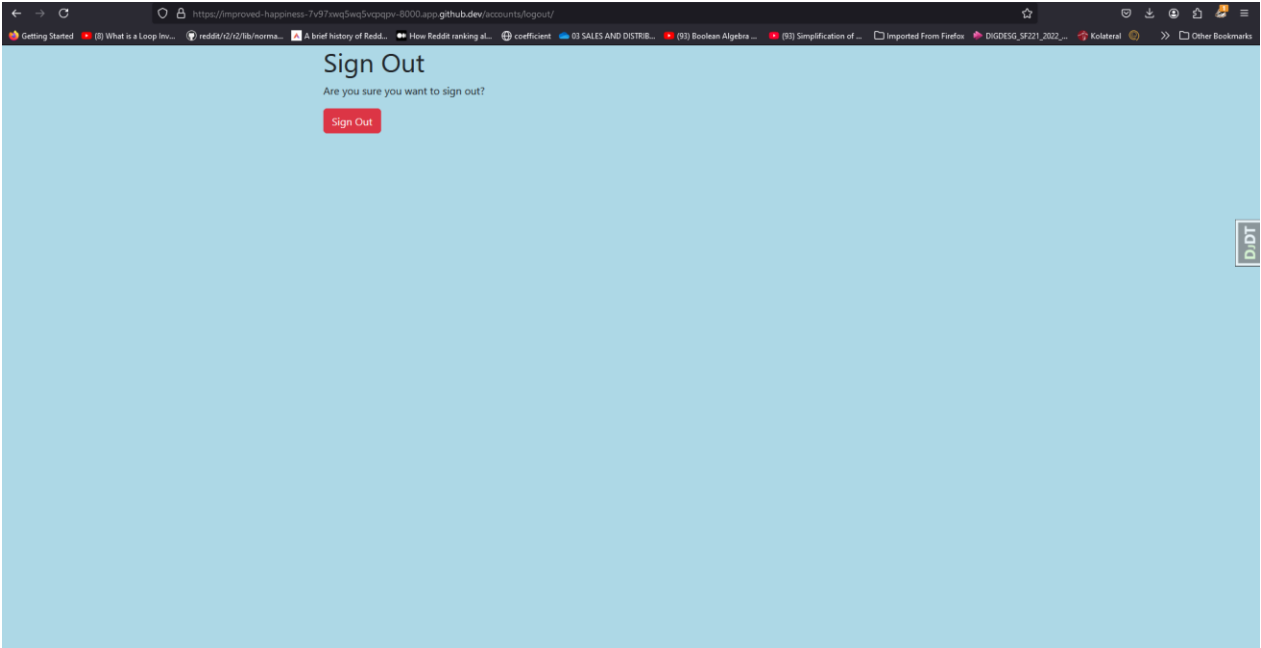 https://improved-happiness-7v97xwq5wq5vcpqpv-8000.app.github.dev/accounts/logout/
Getting Started (8) What is a Loop Inv... reddit/r2/r2/lib/norma... A brief history of Redd... How Reddit ranking al... coefficient 03 SALES AND DISTRIB... (93) Boolean Algebra ... (93) Simplification of ... Imported From Firefox DIGDESG_SF221_2022_... Kolateral Other Bookmarks
Sign Out
Are you sure you want to sign out?
Sign Out
DJDT